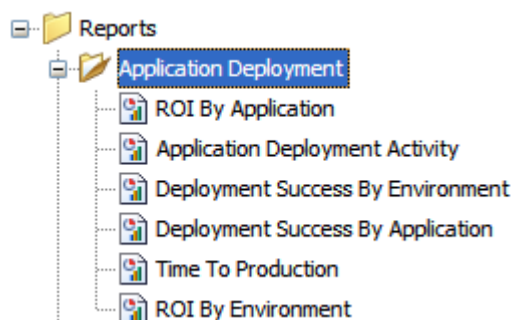 Reports
Application Deployment
ROI By Application
Application Deployment Activity
Deployment Success By Environment
Deployment Success By Application
Time To Production
ROI By Environment